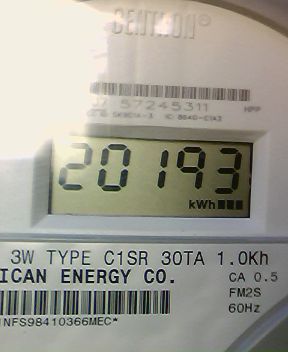 CENTRON®
57245311
20193
kWh
3W TYPE C1SR 30TA 1.0Kh
ICAN ENERGY CO.
CA 0.5
FM2S
60Hz
NFS98410366MEC*